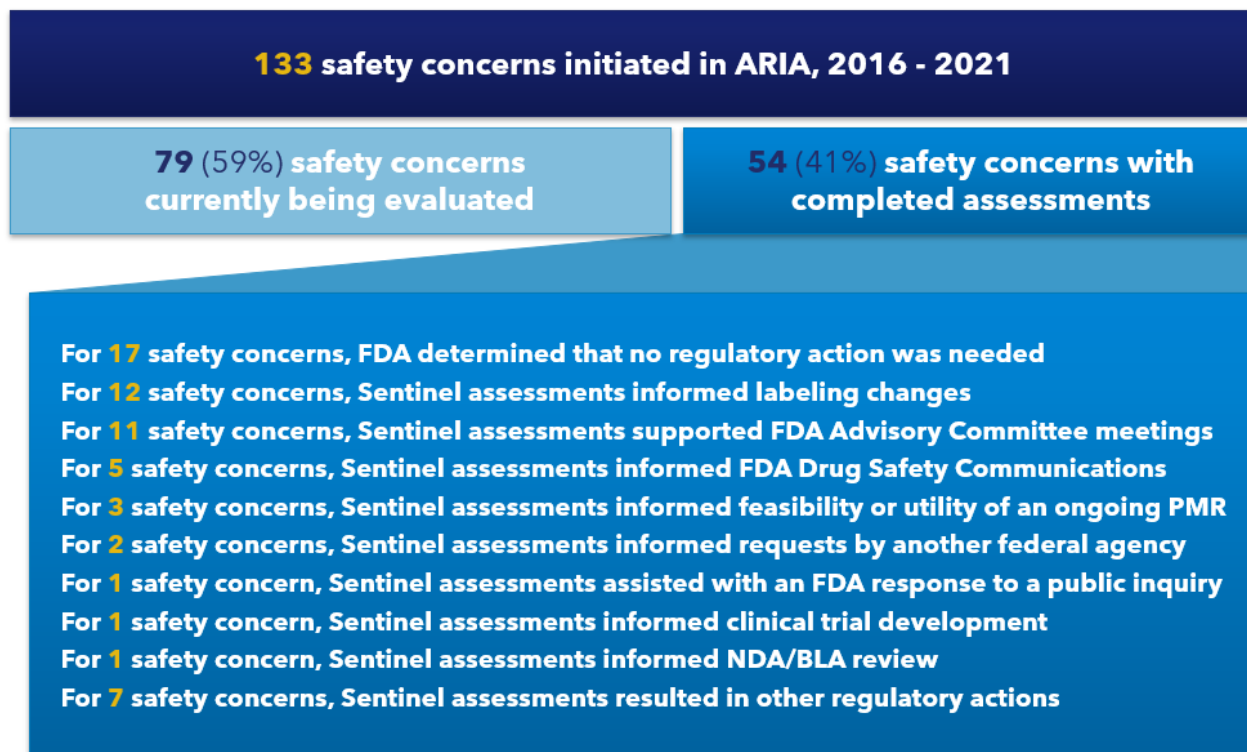 133 safety concerns initiated in ARIA, 2016 - 2021
79 (59%) safety concerns
currently being evaluated
54 (41%) safety concerns with
completed assessments
For 17 safety concerns, FDA determined that no regulatory action was needed
For 12 safety concerns, Sentinel assessments informed labeling changes
For 11 safety concerns, Sentinel assessments supported FDA Advisory Committee meetings
For 5 safety concerns, Sentinel assessments informed FDA Drug Safety Communications
For 3 safety concerns, Sentinel assessments informed feasibility or utility of an ongoing PMR
For 2 safety concerns, Sentinel assessments informed requests by another federal agency
For 1 safety concern, Sentinel assessments assisted with an FDA response to a public inquiry
For 1 safety concern, Sentinel assessments informed clinical trial development
For 1 safety concern, Sentinel assessments informed NDA/BLA review
For 7 safety concerns, Sentinel assessments resulted in other regulatory actions